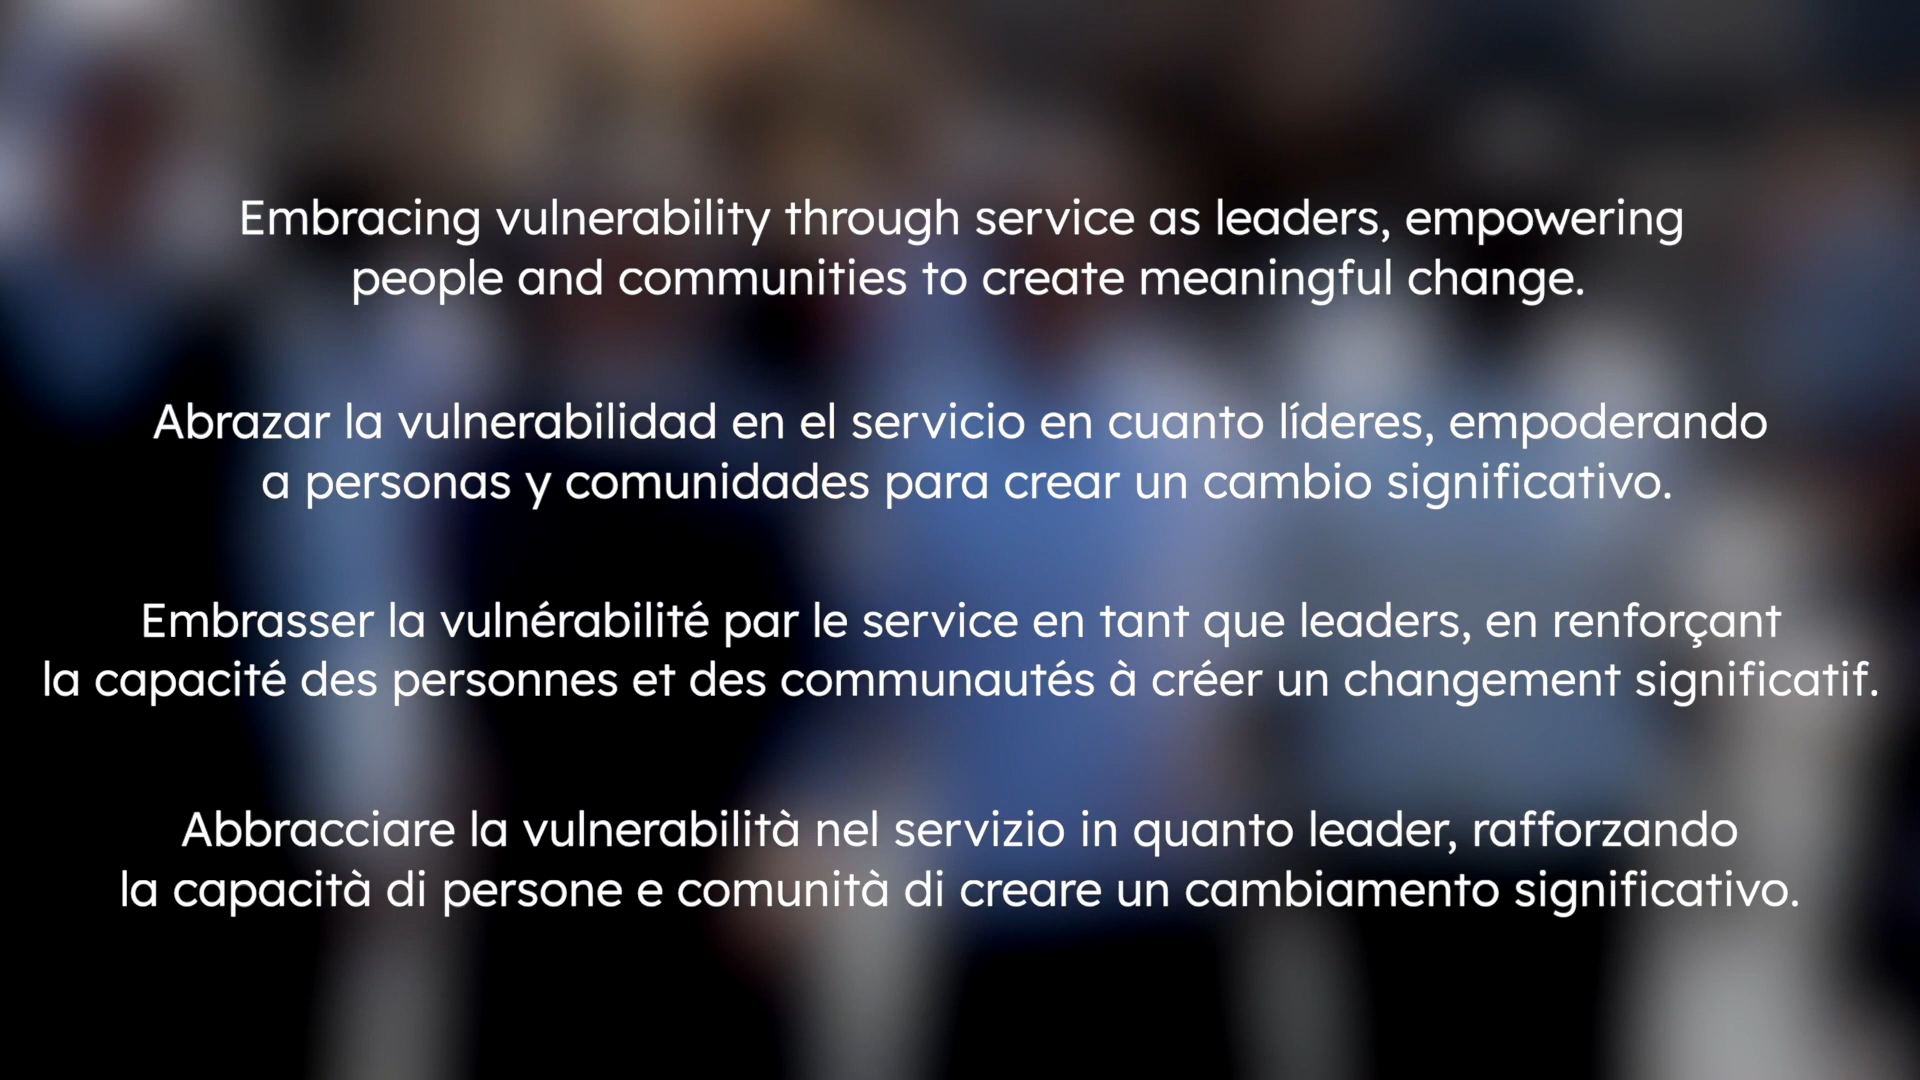 Embracing vulnerability through service as leaders, empowering
people and communities to create meaningful change.
Abrazar la vulnerabilidad en el servicio en cuanto líderes, empoderando
a personas y comunidades para crear un cambio significativo.
Embrasser la vulnérabilité par le service en tant que leaders, en renforçant
la capacité des personnes et des communautés à créer un changement significatif.
Abbracciare la vulnerabilità nel servizio in quanto leader, rafforzando
la capacità di persone e comunità di creare un cambiamento significativo.